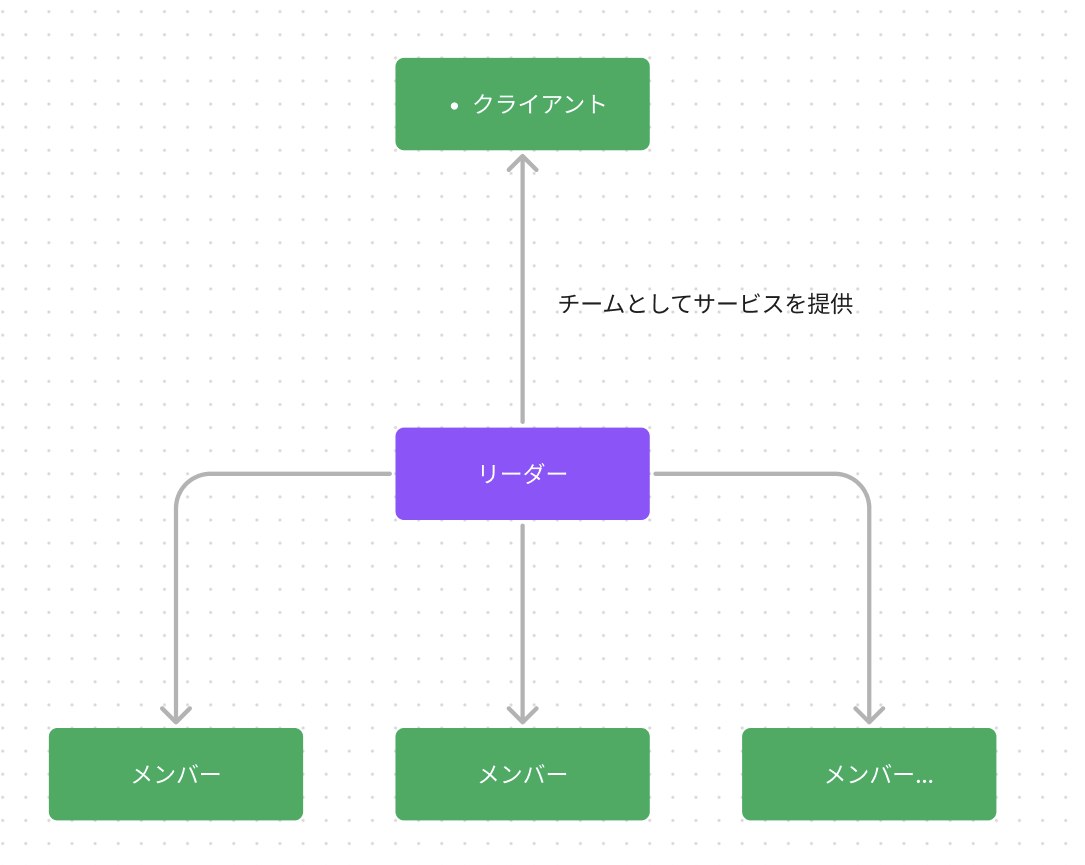 • クライアント
チームとしてサービスを提供
リーダー
メンバー
メンバー
メンバー...